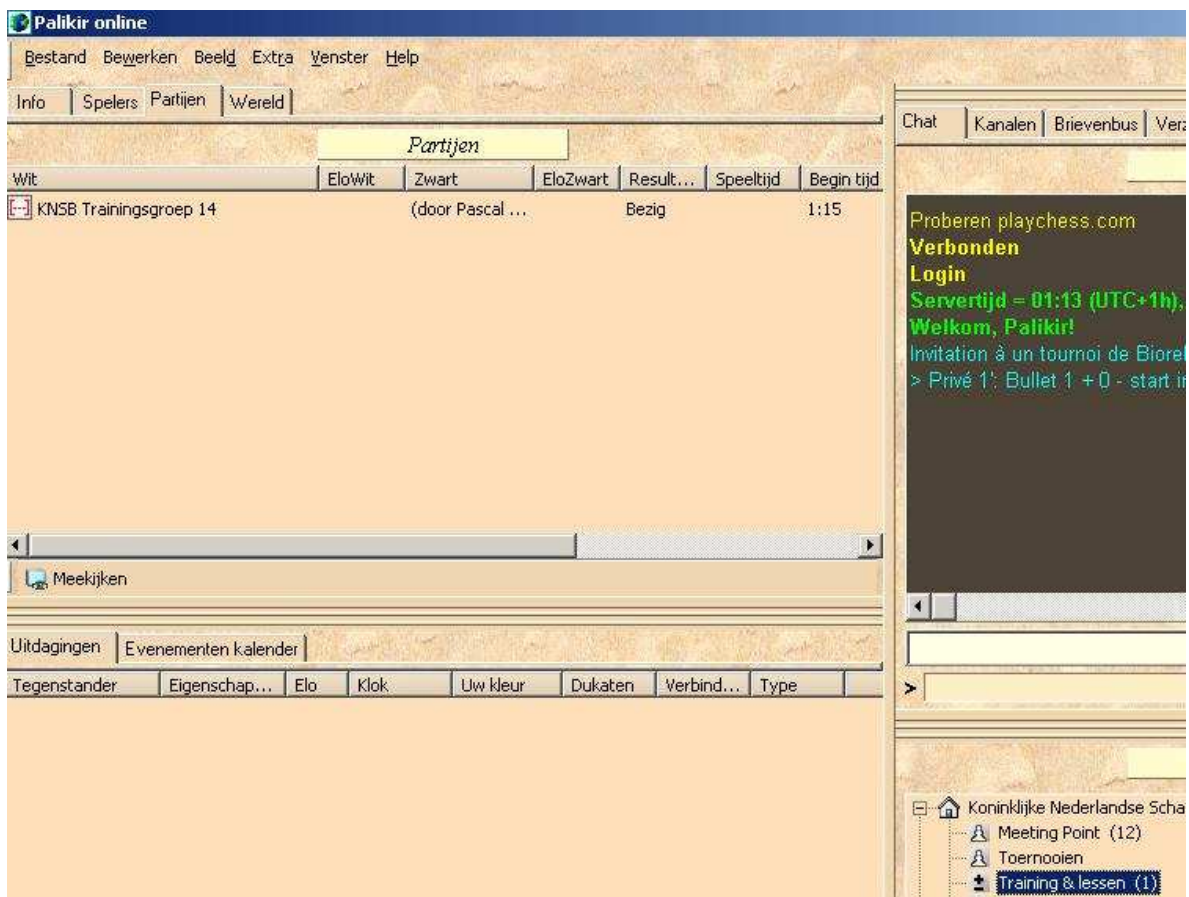 Palikir online
Bestand Bewerken Beeld Extra Venster Help
Info Spelers Partijen Wereld
Partijen
Wit EloWit Zwart EloZwart Result... Speeltijd Begin tijd
KNSB Trainingsgroep 14 (door Pascal ... Bezig 1:15
Meekijken
Uitdagingen Evenementen kalender
Tegenstander Eigenschap... Elo Klok Uw kleur Dukaten Verbind... Type
Chat Kanalen Brievenbus Verz
Proberen playchess.com
Verbonden
Login
Servertijd = 01:13 (UTC+1h),
Welkom, Palikir!
Invitation à un tournoi de Biorel
> Privé 1': Bullet 1 + 0 - start in
>
Koninklijke Nederlandse Scha
Meeting Point (12)
Toernooien
Training & lessen (1)